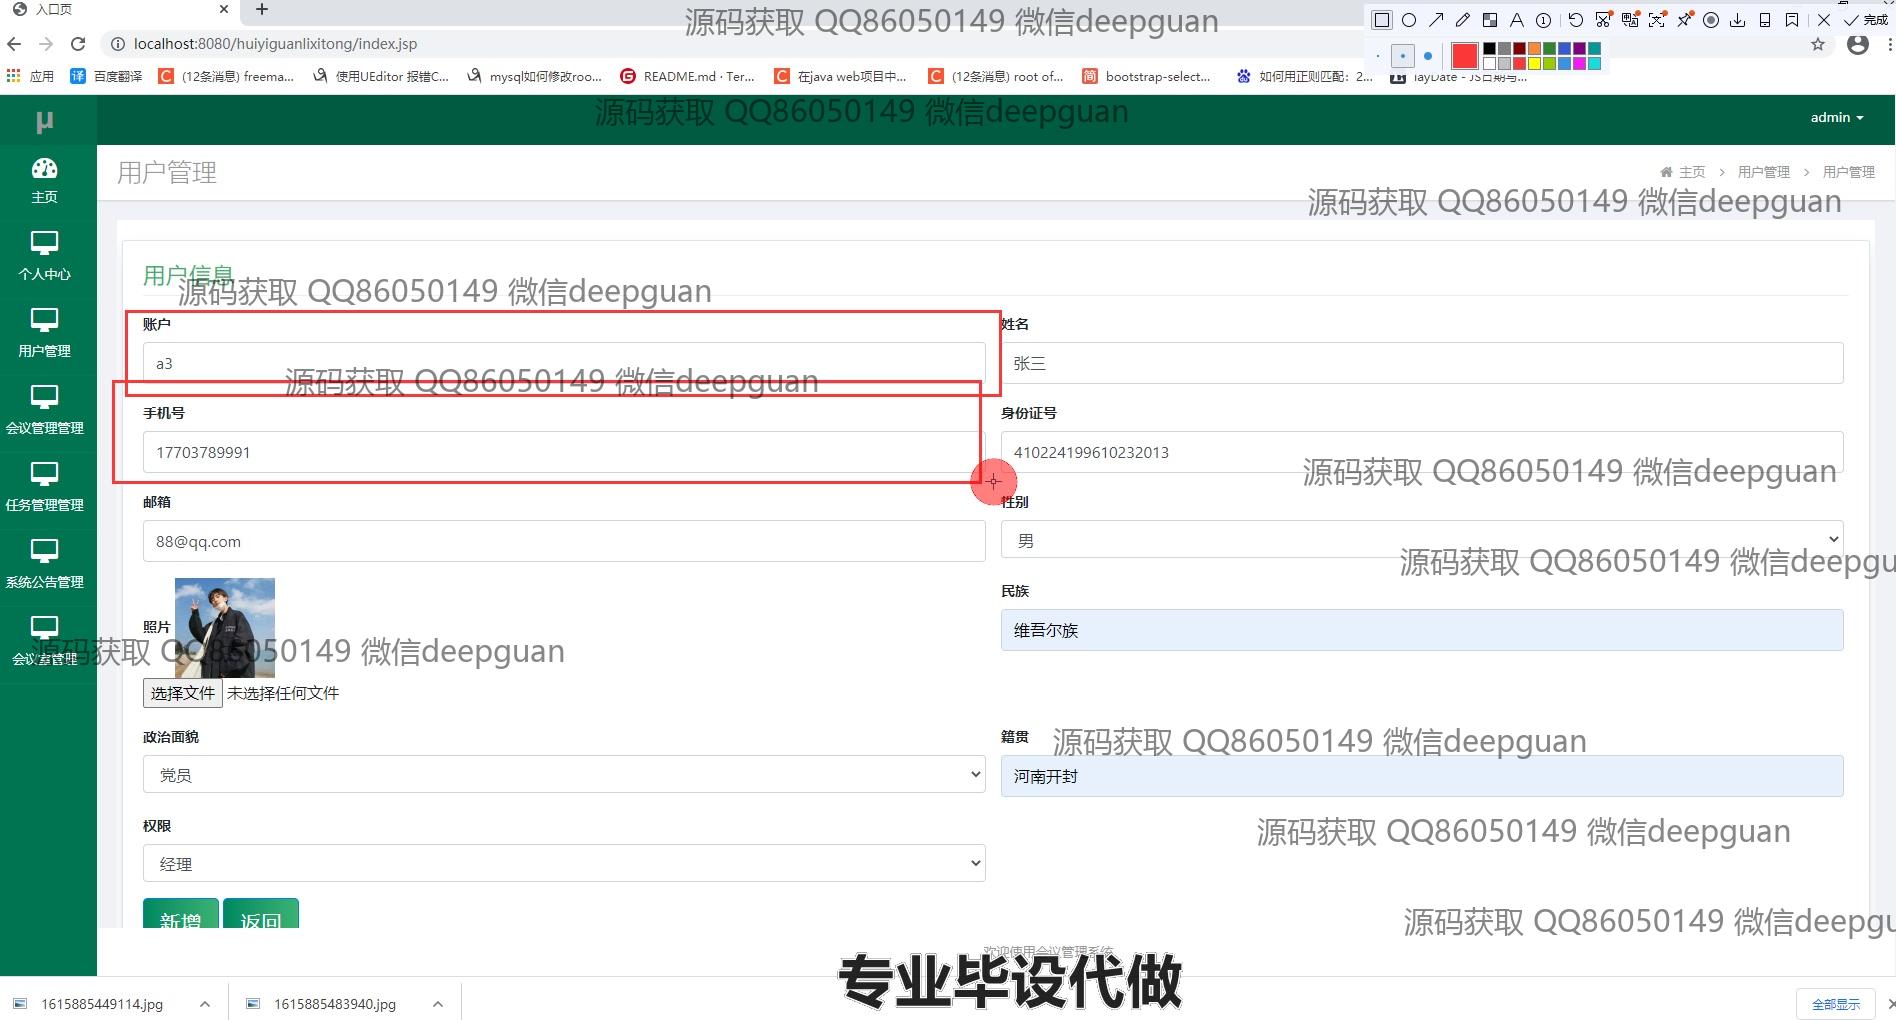 入口页
源码获取 QQ86050149 微信deepguan
完成
localhost:8080/huiyiguanlixitong/index.jsp
应用 百度翻译 (12条消息) freema... 使用UEditor 报错C... mysql如何修改roo... README.md · Ter... 在java web项目中... (12条消息) root of... bootstrap-select... 如何用正则匹配：2... layDate - JS日期与...
源码获取 QQ86050149 微信deepguan
μ
admin
用户管理
主页 > 用户管理 > 用户管理
主页
源码获取 QQ86050149 微信deepguan
个人中心
用户信息
源码获取 QQ86050149 微信deepguan
账户
姓名
用户管理
a3
张三
源码获取 QQ86050149 微信deepguan
手机号
身份证号
会议管理管理
17703789991
410224199610232013
源码获取 QQ86050149 微信deepguan
邮箱
性别
任务管理管理
88@qq.com
男
源码获取 QQ86050149 微信deepgu
系统公告管理
民族
照片
维吾尔族
源码获取 QQ86050149 微信deepguan
会议室管理
选择文件 未选择任何文件
政治面貌
籍贯
源码获取 QQ86050149 微信deepguan
党员
河南开封
权限
源码获取 QQ86050149 微信deepguan
经理
新增 返回
源码获取 QQ86050149 微信deepgu
欢迎使用会议管理系统
专业毕设代做
1615885449114.jpg
1615885483940.jpg
全部显示